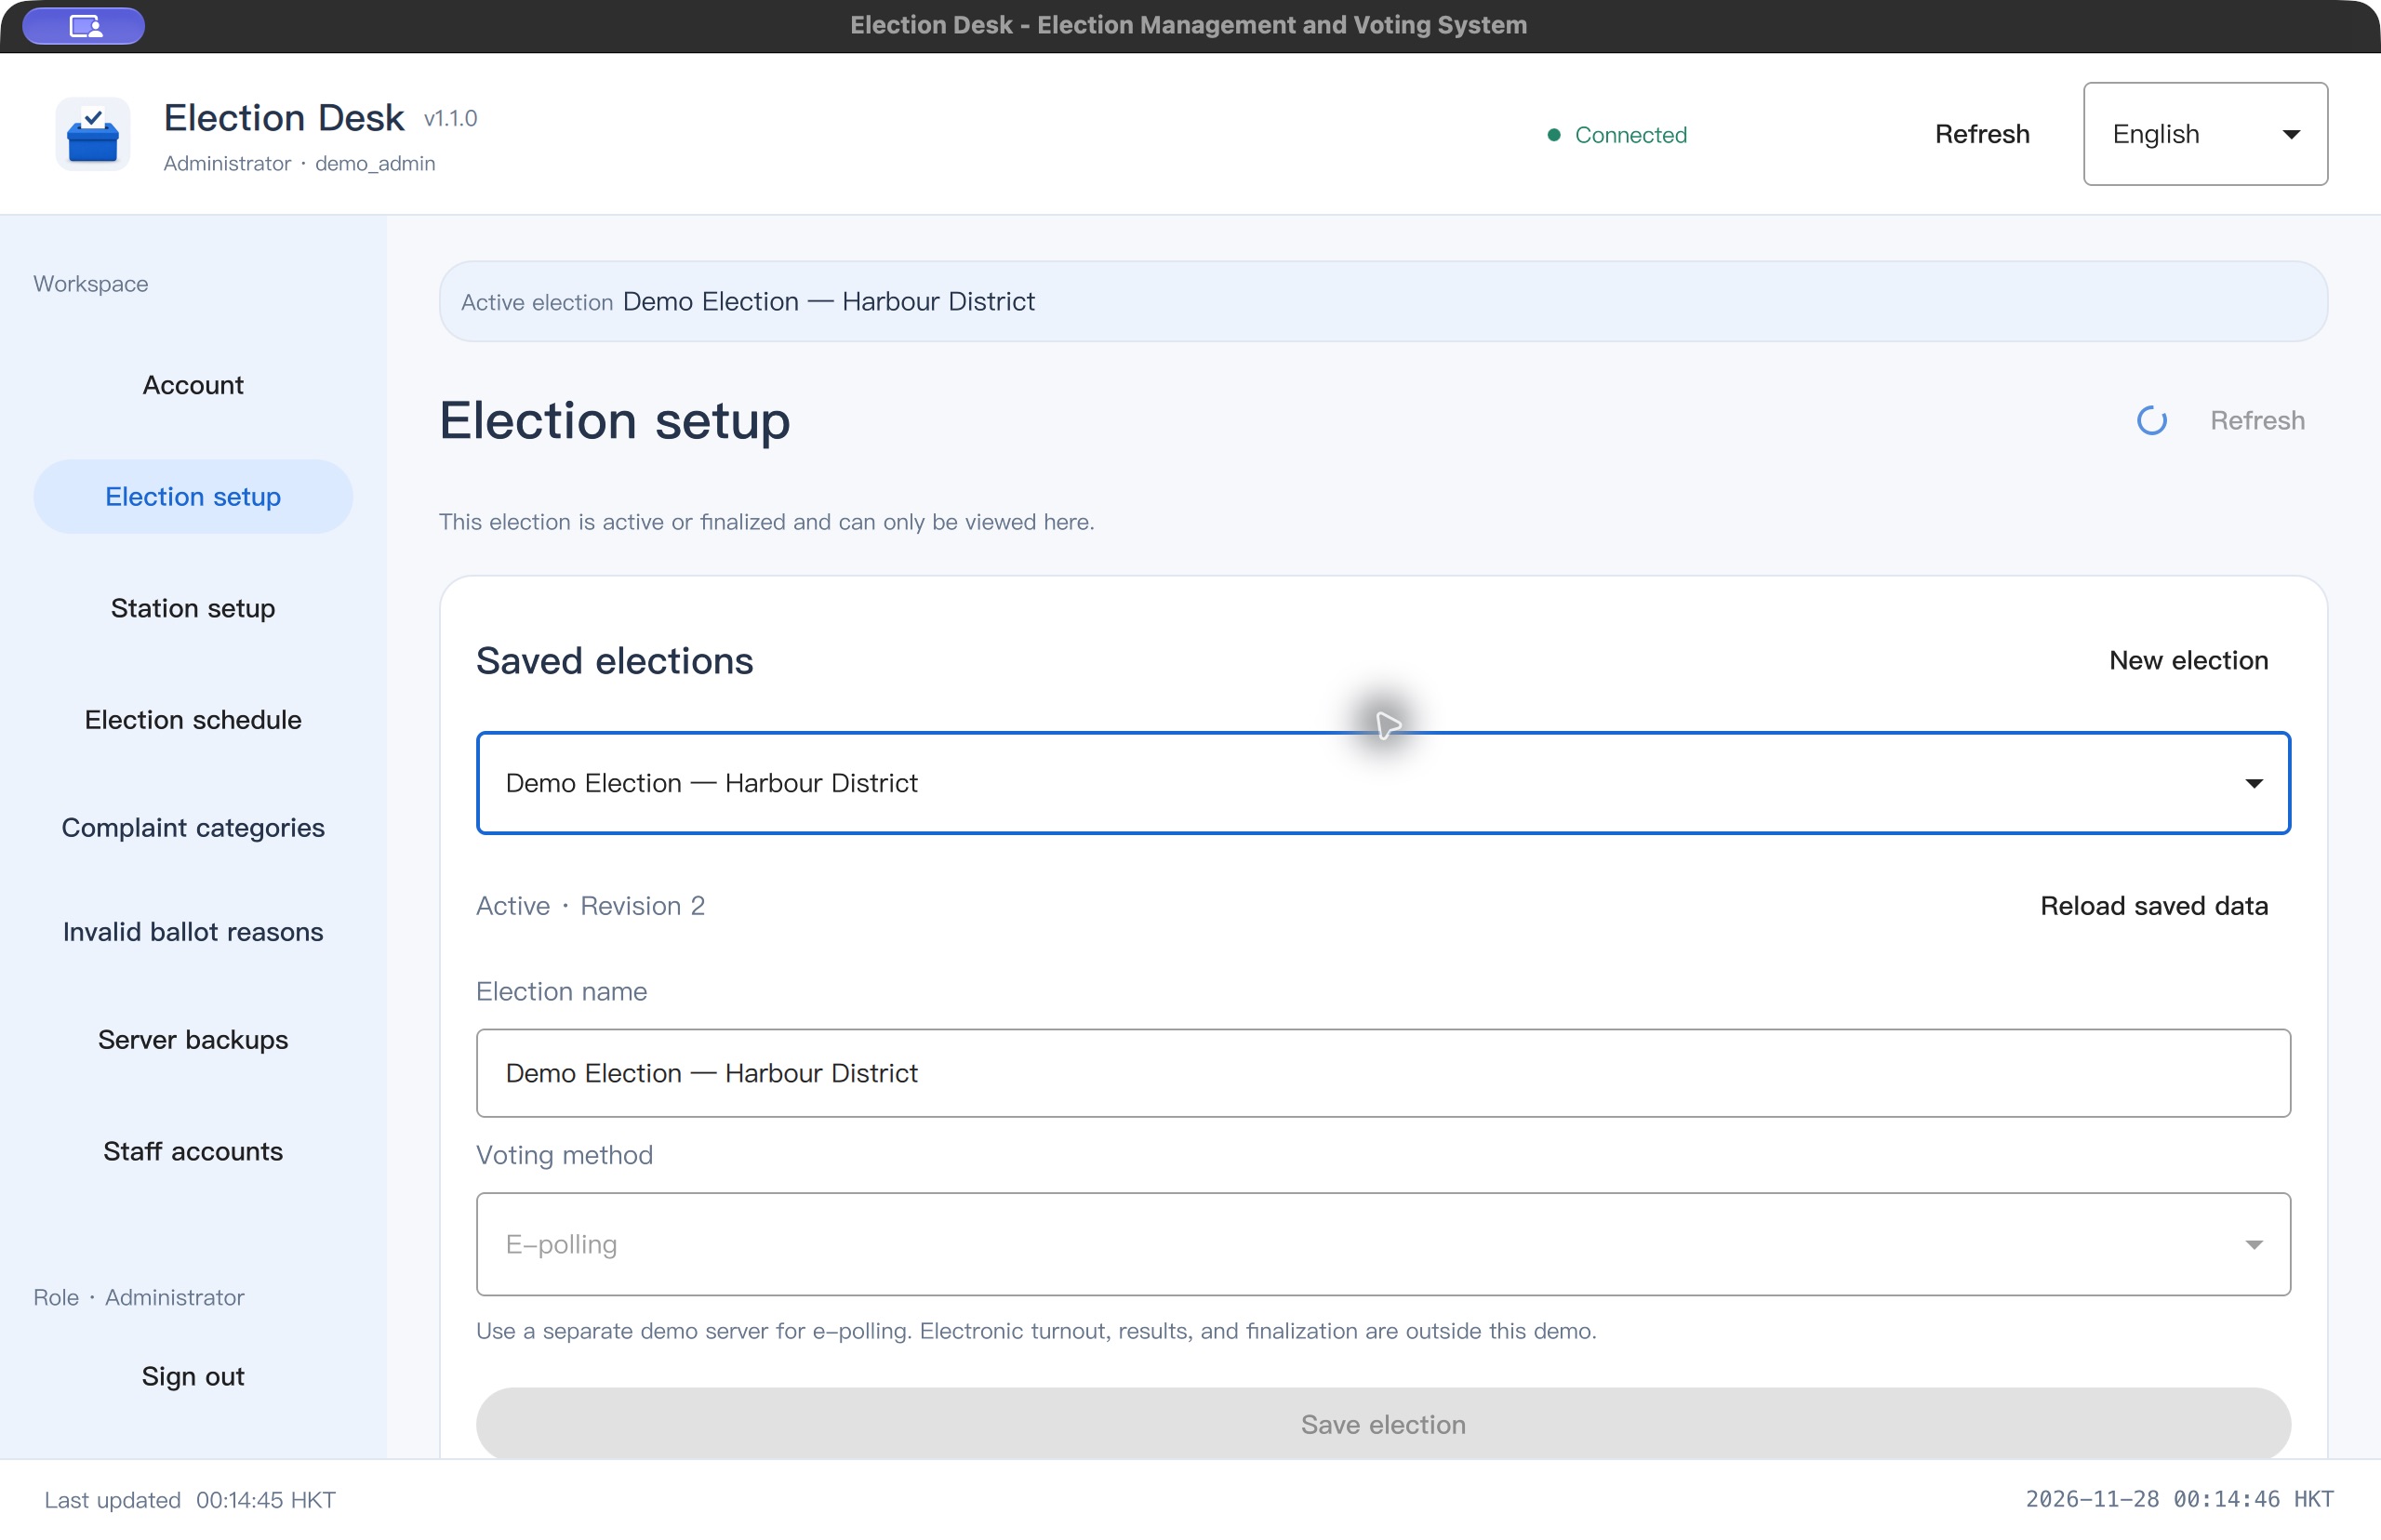 Election Desk - Election Management and Voting System
Election Desk v1.1.0
Administrator · demo_admin
Connected
Refresh
English
Workspace
Account
Election setup
Station setup
Election schedule
Complaint categories
Invalid ballot reasons
Server backups
Staff accounts
Role · Administrator
Sign out
Active election Demo Election — Harbour District
Election setup
Refresh
This election is active or finalized and can only be viewed here.
Saved elections
New election
Demo Election — Harbour District
Active · Revision 2
Reload saved data
Election name
Demo Election — Harbour District
Voting method
E-polling
Use a separate demo server for e-polling. Electronic turnout, results, and finalization are outside this demo.
Save election
Last updated 00:14:45 HKT
2026-11-28 00:14:46 HKT